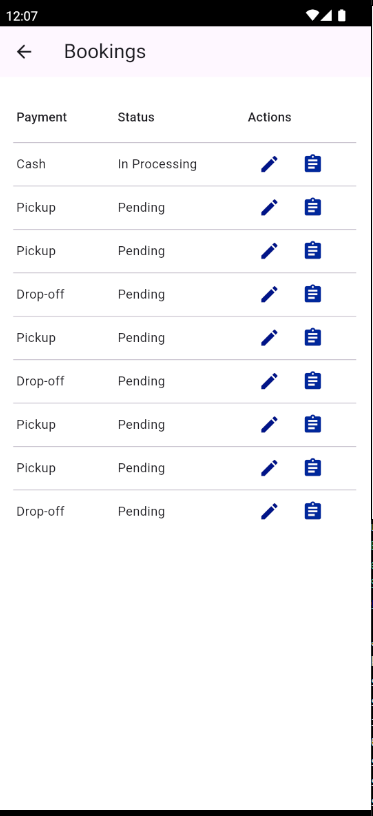 12:07
Bookings
Payment Status Actions
Cash In Processing
Pickup Pending
Pickup Pending
Drop-off Pending
Pickup Pending
Drop-off Pending
Pickup Pending
Pickup Pending
Drop-off Pending